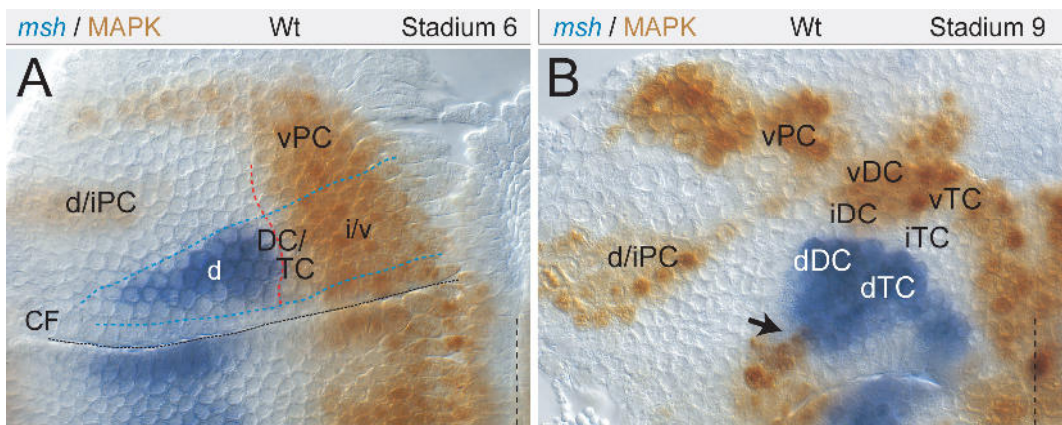 msh / MAPK Wt Stadium 6
A
vPC
d/iPC
i/v
DC/
TC
d
CF
msh / MAPK Wt Stadium 9
B
vPC
vDC
vTC
iDC
iTC
d/iPC
dDC
dTC